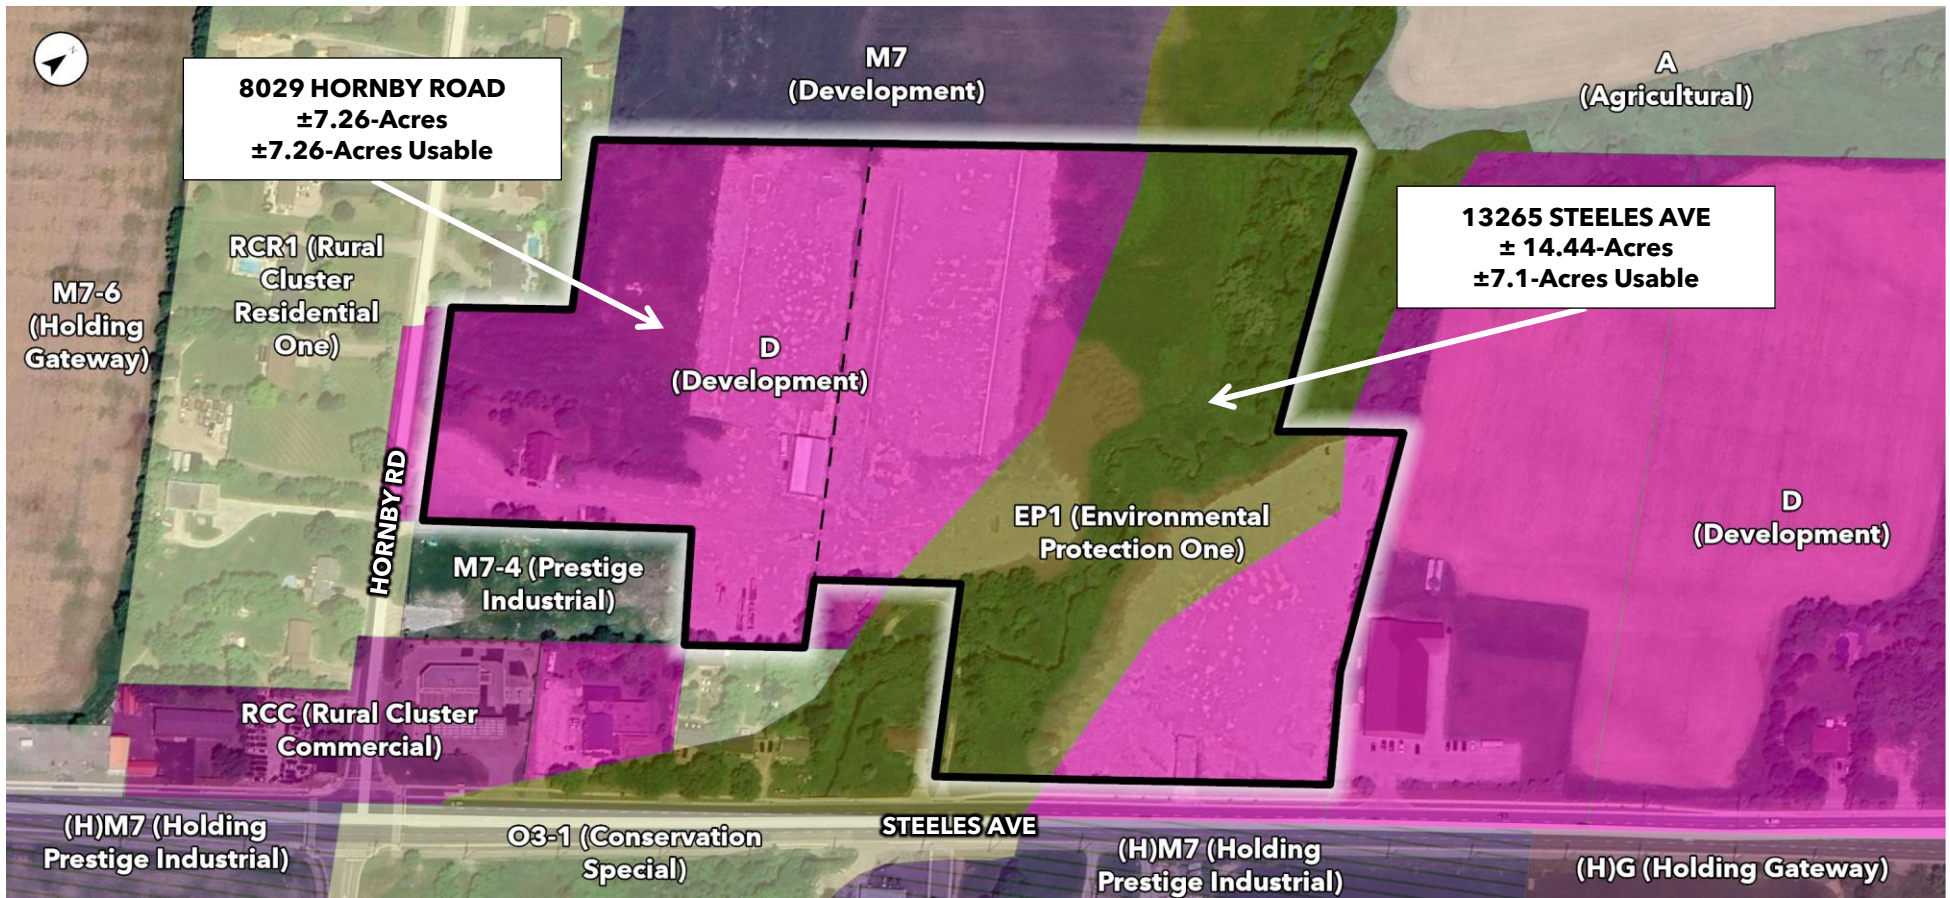 N
M7
(Development)
A
(Agricultural)
8029 HORNBY ROAD
±7.26-Acres
±7.26-Acres Usable
13265 STEELES AVE
± 14.44-Acres
±7.1-Acres Usable
RCR1 (Rural
Cluster
Residential
One)
M7-6
(Holding
Gateway)
D
(Development)
HORNBY RD
EP1 (Environmental
Protection One)
D
(Development)
M7-4 (Prestige
Industrial)
RCC (Rural Cluster
Commercial)
(H)M7 (Holding
Prestige Industrial)
O3-1 (Conservation
Special)
STEELES AVE
(H)M7 (Holding
Prestige Industrial)
(H)G (Holding Gateway)